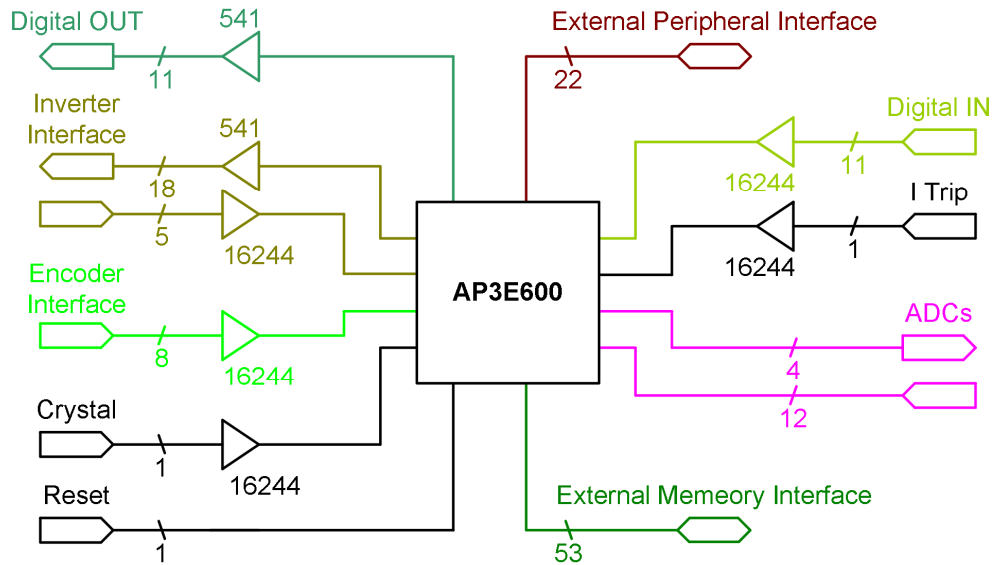 Digital OUT
541
11
External Peripheral Interface
22
Inverter
Interface
541
18
5
16244
Digital IN
16244
11
I Trip
16244
1
Encoder
Interface
8
16244
AP3E600
ADCs
4
12
Crystal
1
16244
Reset
1
External Memeory Interface
53